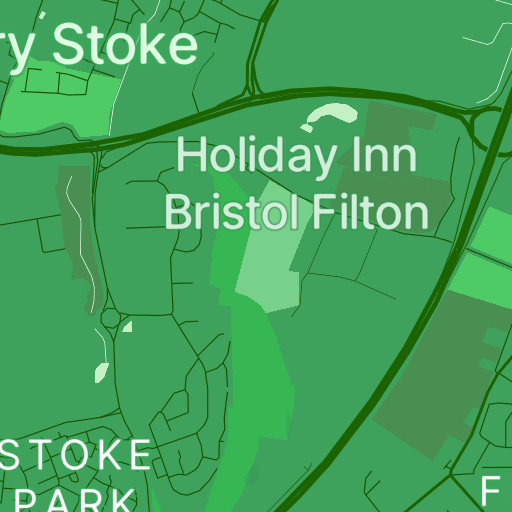 ry Stoke
Holiday Inn
Bristol Filton
STOKE
PARK
F